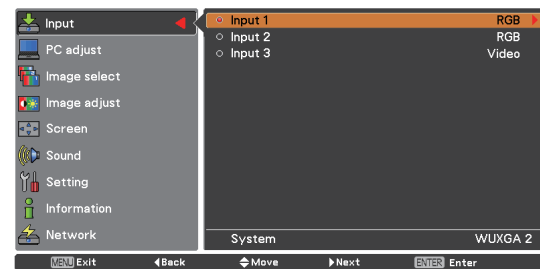 Input
PC adjust
Image select
Image adjust
Screen
Sound
Setting
Information
Network
Input 1 RGB
Input 2 RGB
Input 3 Video
System WUXGA 2
MENU Exit Back Move Next ENTER Enter